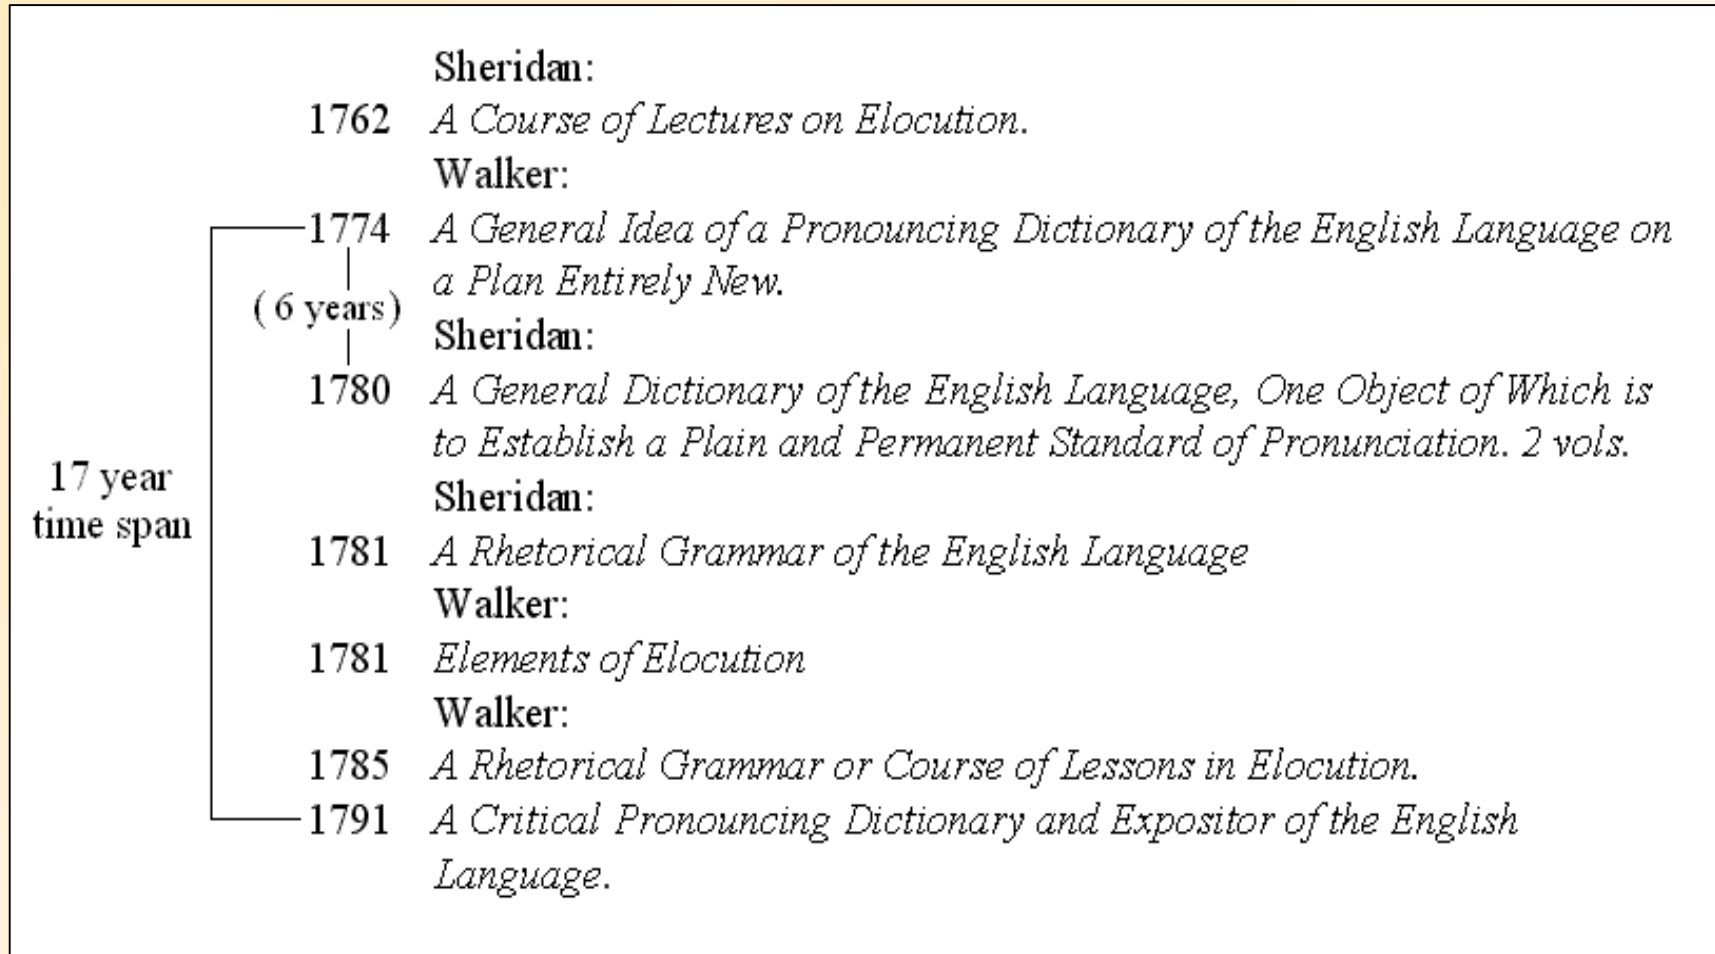 Sheridan:
1762 A Course of Lectures on Elocution.
Walker:
1774 A General Idea of a Pronouncing Dictionary of the English Language on
a Plan Entirely New.
( 6 years )
Sheridan:
1780 A General Dictionary of the English Language, One Object of Which is
to Establish a Plain and Permanent Standard of Pronunciation. 2 vols.
17 year
time span
Sheridan:
1781 A Rhetorical Grammar of the English Language
Walker:
1781 Elements of Elocution
Walker:
1785 A Rhetorical Grammar or Course of Lessons in Elocution.
1791 A Critical Pronouncing Dictionary and Expositor of the English
Language.